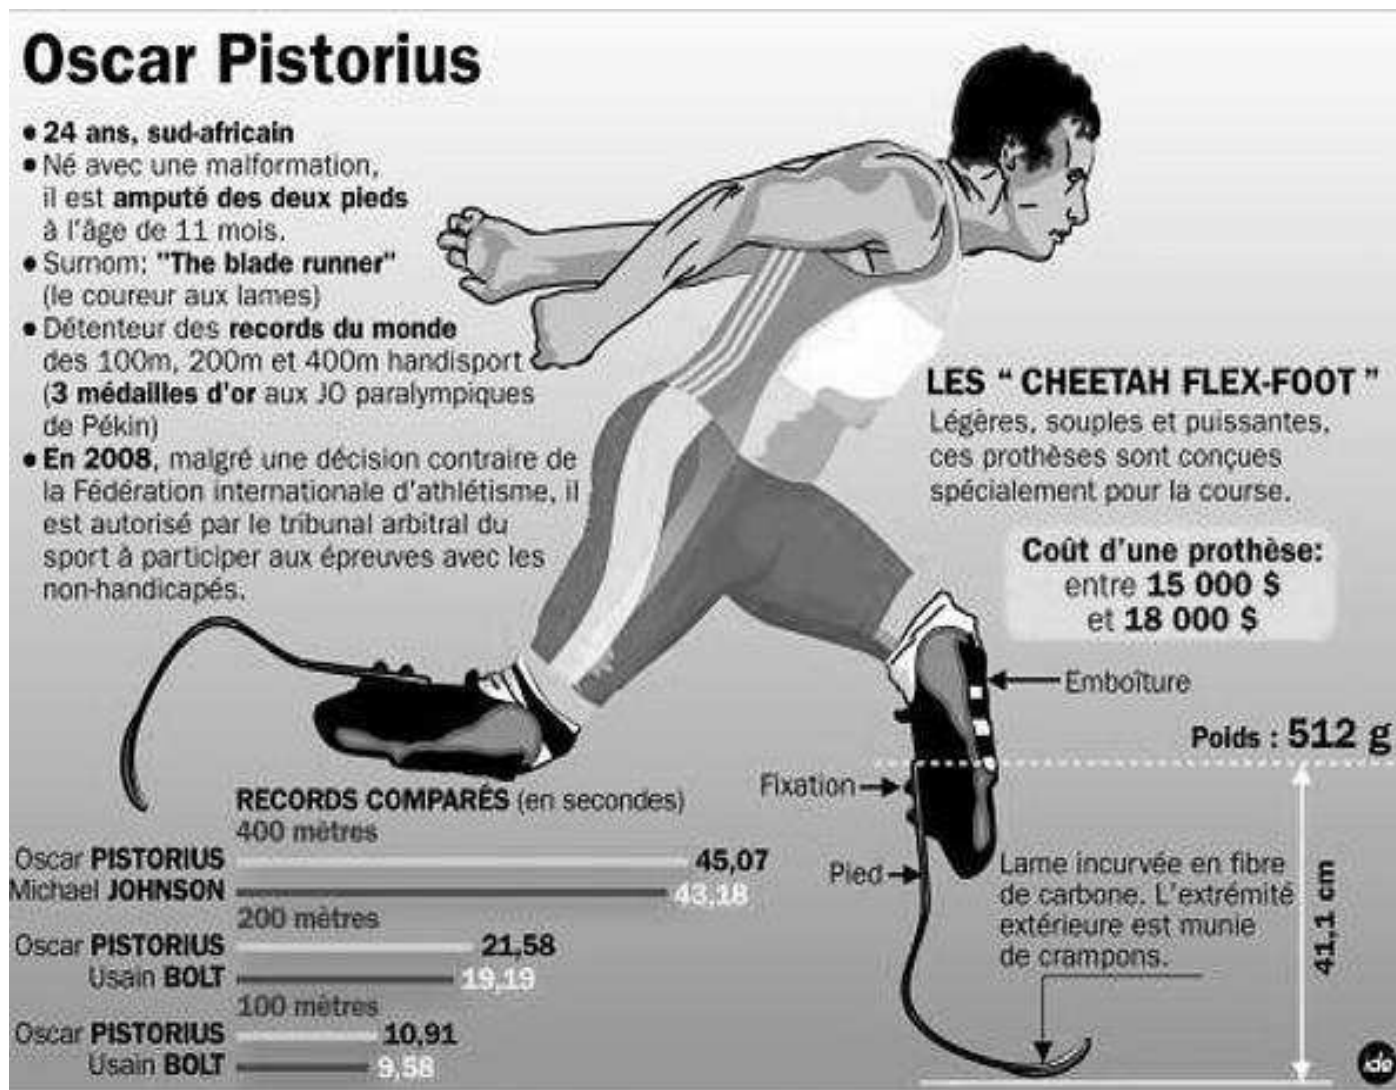 Oscar Pistorius
• 24 ans, sud-africain
• Né avec une malformation,
il est amputé des deux pieds
à l'âge de 11 mois.
• Surnom: "The blade runner"
(le coureur aux lames)
• Détenteur des records du monde
des 100m, 200m et 400m handisport
(3 médailles d'or aux JO paralympiques
de Pékin)
• En 2008, malgré une décision contraire de
la Fédération internationale d'athlétisme, il
est autorisé par le tribunal arbitral du
sport à participer aux épreuves avec les
non-handicapés.
LES " CHEETAH FLEX-FOOT "
Légères, souples et puissantes,
ces prothèses sont conçues
spécialement pour la course.
Coût d'une prothèse:
entre 15 000 $
et 18 000 $
Emboîture
Poids : 512 g
Fixation
Pied
Lame incurvée en fibre
de carbone. L'extrémité
extérieure est munie
de crampons.
41,1 cm
RECORDS COMPARÉS (en secondes)
400 mètres
Oscar PISTORIUS 45,07
Michael JOHNSON 43,18
200 mètres
Oscar PISTORIUS 21,58
Usain BOLT 19,19
100 mètres
Oscar PISTORIUS 10,91
Usain BOLT 9,58
ide